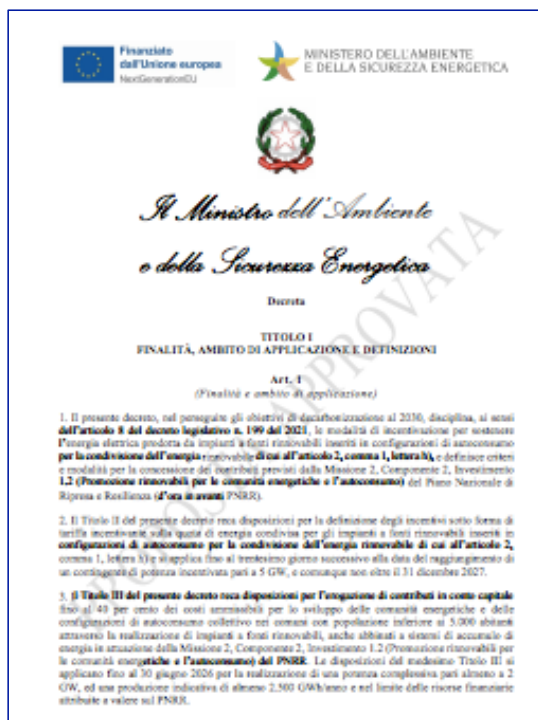 Finanziato
dall'Unione europea
NextGenerationEU
MINISTERO DELL'AMBIENTE
E DELLA SICUREZZA ENERGETICA
Il Ministro dell'Ambiente
e della Sicurezza Energetica
Decreta
TITOLO I
FINALITÀ, AMBITO DI APPLICAZIONE E DEFINIZIONI
Art. 1
(Finalità e ambito di applicazione)
1. Il presente decreto, nel perseguire gli obiettivi di decarbonizzazione al 2030, disciplina, ai sensi
dell'articolo 8 del decreto legislativo n. 199 del 2021, le modalità di incentivazione per sostenere
l'energia elettrica prodotta da impianti a fonti rinnovabili inseriti in configurazioni di autoconsumo
per la condivisione dell'energia rinnovabile di cui all'articolo 2, comma 1, lettera h), e definisce criteri
e modalità per la concessione dei contributi previsti dalla Missione 2, Componente 2, Investimento
1.2 (Promozione rinnovabili per le comunità energetiche e l'autoconsumo) del Piano Nazionale di
Ripresa e Resilienza (d'ora in avanti PNRR).
2. Il Titolo II del presente decreto reca disposizioni per la definizione degli incentivi sotto forma di
tariffa incentivante sulla quota di energia condivisa per gli impianti a fonti rinnovabili inseriti in
configurazioni di autoconsumo per la condivisione dell'energia rinnovabile di cui all'articolo 2,
comma 1, lettera h) e si applica fino al trentesimo giorno successivo alla data del raggiungimento di
un contingente di potenza incentivata pari a 5 GW, e comunque non oltre il 31 dicembre 2027.
3. Il Titolo III del presente decreto reca disposizioni per l'erogazione di contributi in conto capitale
fino al 40 per cento dei costi ammissibili per lo sviluppo delle comunità energetiche e delle
configurazioni di autoconsumo collettivo nei comuni con popolazione inferiore ai 5.000 abitanti
attraverso la realizzazione di impianti a fonti rinnovabili, anche abbinati a sistemi di accumulo di
energia in attuazione della Missione 2, Componente 2, Investimento 1.2 (Promozione rinnovabili per
le comunità energetiche e l'autoconsumo) del PNRR. Le disposizioni del medesimo Titolo III si
applicano fino al 30 giugno 2026 per la realizzazione di una potenza complessiva pari almeno a 2
GW, ed una produzione indicativa di almeno 2.500 GWh/anno e nel limite delle risorse finanziarie
attribuite a valere sul PNRR.
APPROVATA